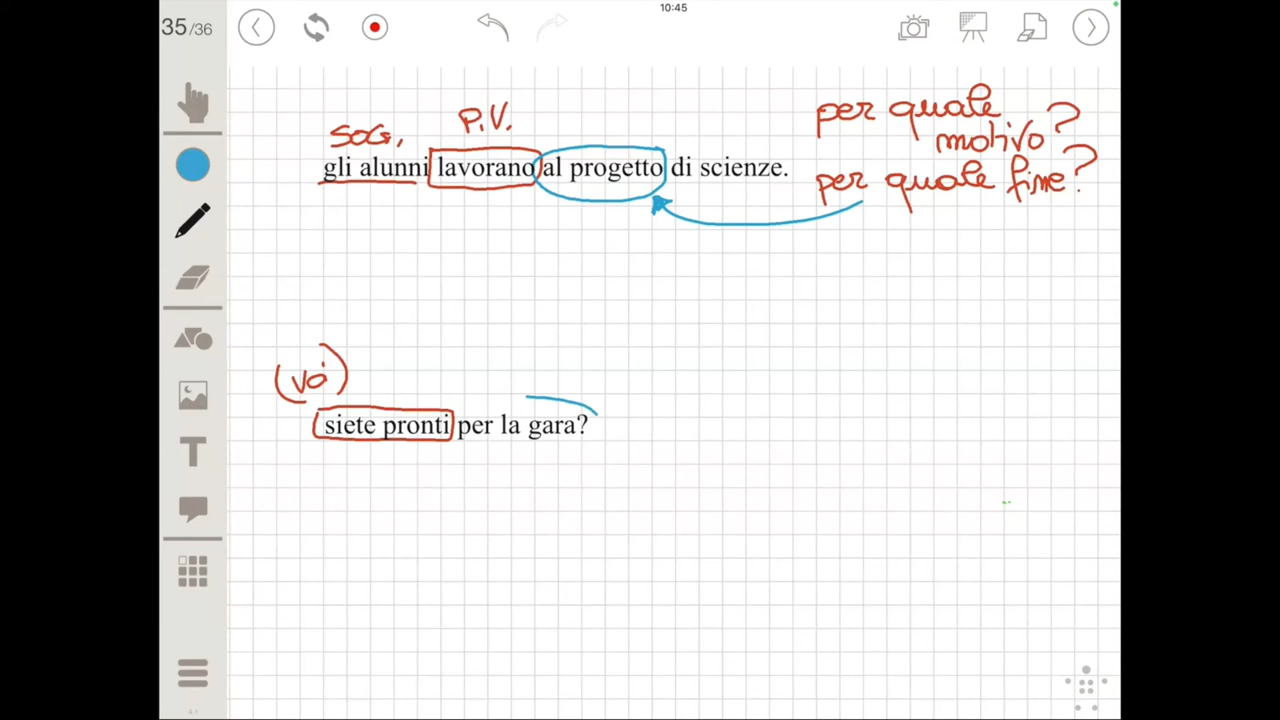 10:45
35/36
SOGG. P.V.
per quale
motivo?
gli alunni lavorano al progetto di scienze.
per quale fine?
(voi)
siete pronti per la gara?
T